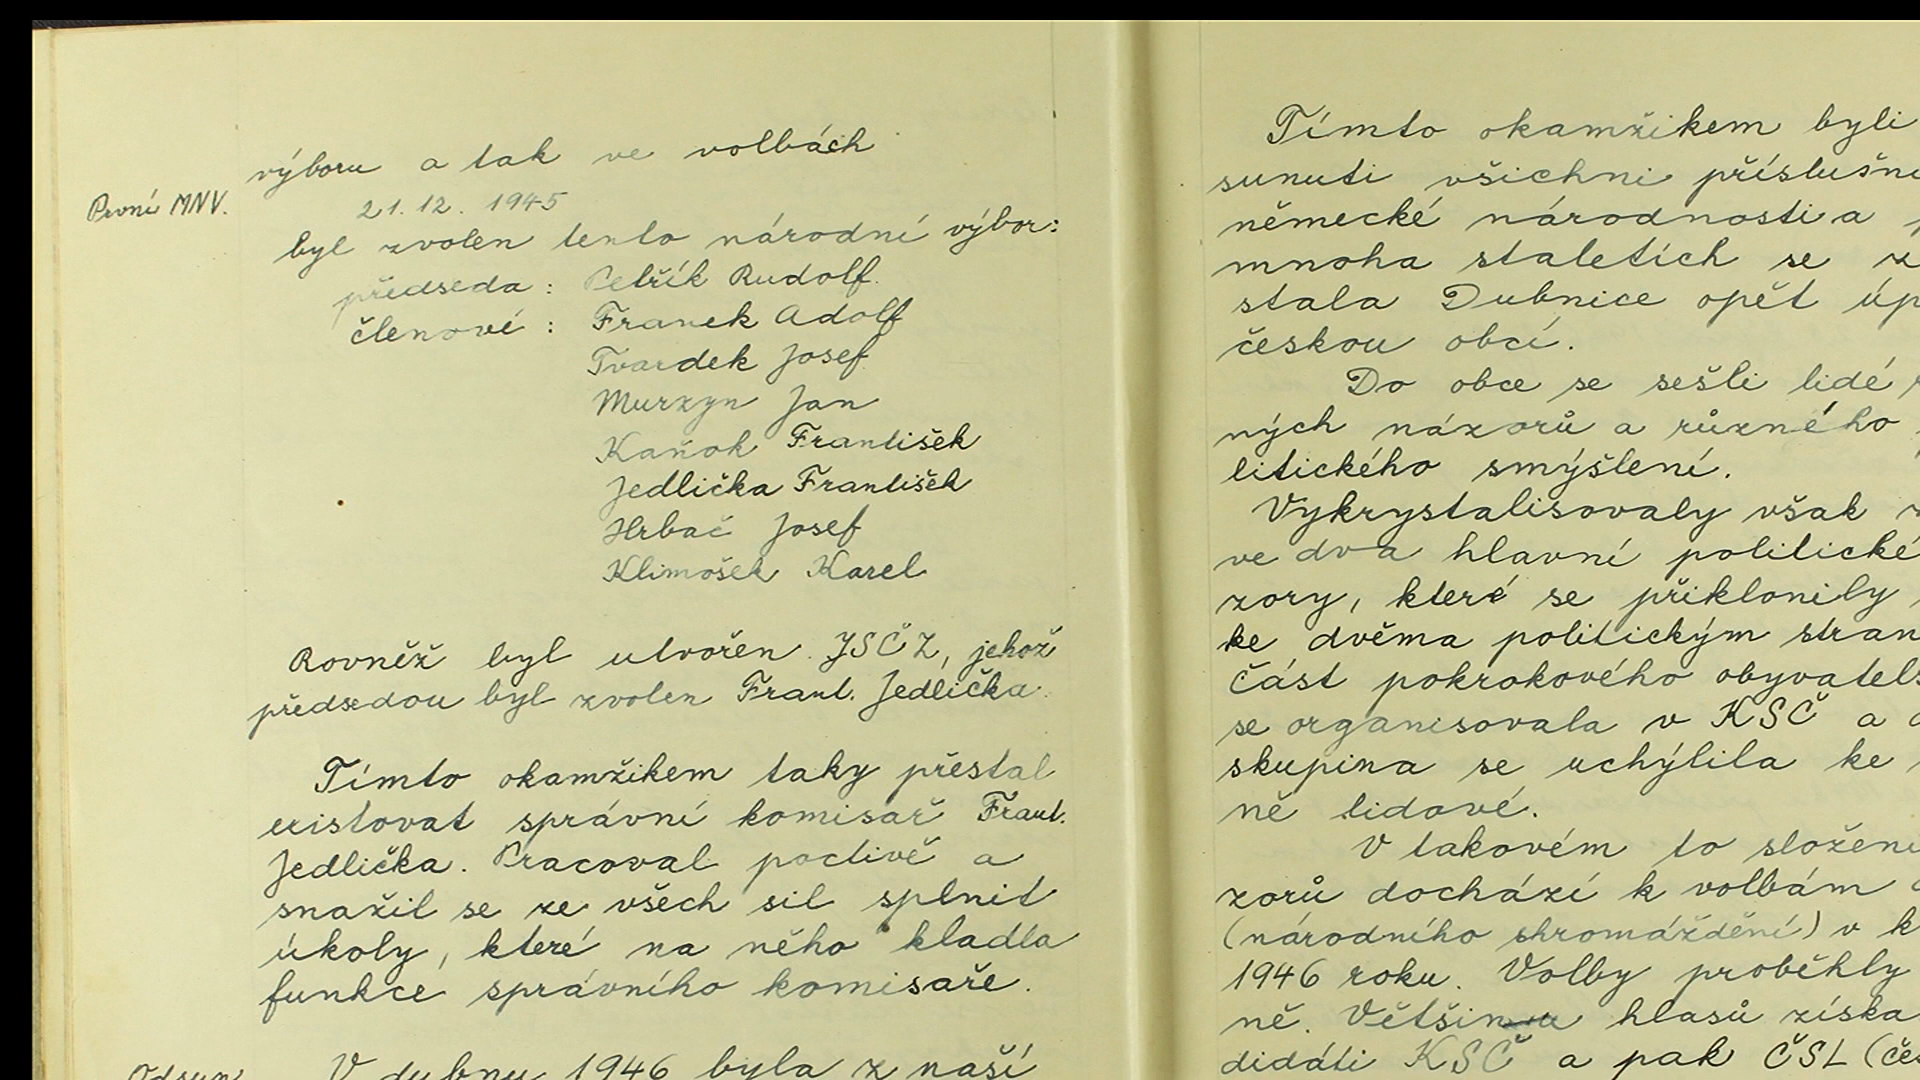 výboru a tak ve volbách
První MNV.
21. 12. 1945
byl zvolen tento národní výbor:
předseda : Petřík Rudolf.
členové : Franek Adolf
Tvardek Josef
Murzyn Jan
Kaňok František
Jedlička František
Hrbač Josef
Klimošek Karel
Rovněž byl utvořen JSČZ, jehož
předsedou byl zvolen Frant. Jedlička.
Tímto okamžikem taky přestal
existovat správní komisař Frant.
Jedlička. Pracoval poctivě a
snažil se ze všech sil splnit
úkoly, které na něho kladla
funkce správního komisaře.
Odsun
V dubnu 1946 byla z naší
Tímto okamžikem byli
sunuti všichni příslušní
německé národnosti a
mnoha staletích se z
stala Dubnice opět úp
českou obcí.
Do obce se sešli lidé
ných názorů a různého
litického smýšlení.
Vykrystalisovaly však
ve dva hlavní politické
zory, které se přiklonily
ke dvěma politickým stran
Část pokrokového obyvatels
se organisovala v KSČ a
skupina se uchýlila ke
ně lidové.
V takovém to složení
zorů dochází k volbám
(národního shromáždění) v k
1946 roku. Volby proběhly
ně. Většinu hlasů získa
didáti KSČ a pak ČSL (čes